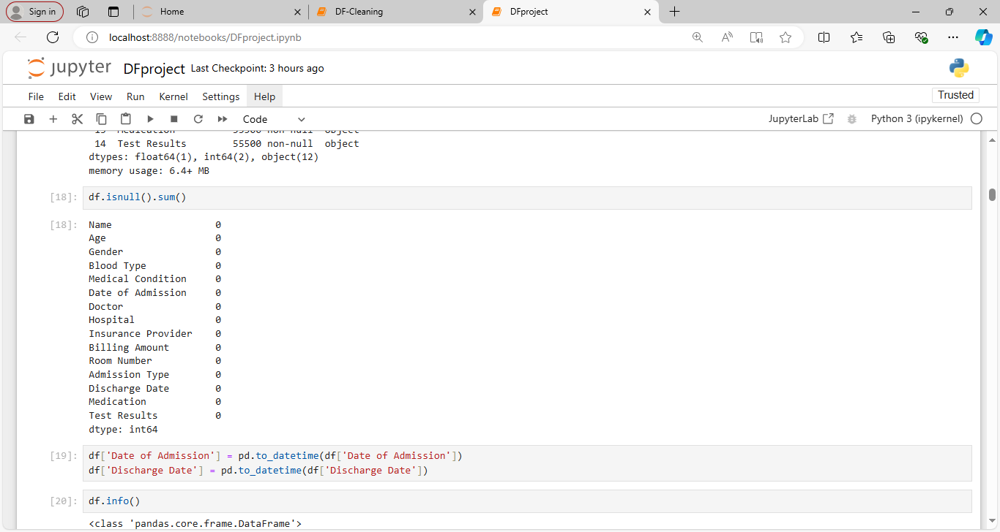 Sign in
Home
DF-Cleaning
DFproject
localhost:8888/notebooks/DFproject.ipynb
jupyter DFproject Last Checkpoint: 3 hours ago
File Edit View Run Kernel Settings Help
Trusted
Code
JupyterLab
Python 3 (ipykernel)
13 Medication 55500 non-null object
14 Test Results 55500 non-null object
dtypes: float64(1), int64(2), object(12)
memory usage: 6.4+ MB
[18]: df.isnull().sum()
[18]: Name 0
Age 0
Gender 0
Blood Type 0
Medical Condition 0
Date of Admission 0
Doctor 0
Hospital 0
Insurance Provider 0
Billing Amount 0
Room Number 0
Admission Type 0
Discharge Date 0
Medication 0
Test Results 0
dtype: int64
[19]: df['Date of Admission'] = pd.to_datetime(df['Date of Admission'])
df['Discharge Date'] = pd.to_datetime(df['Discharge Date'])
[20]: df.info()
<class 'pandas.core.frame.DataFrame'>